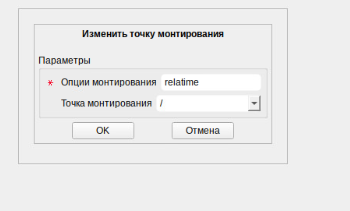 Изменить точку монтирования
Параметры
* Опции монтирования relatime
Точка монтирования /
OK Отмена